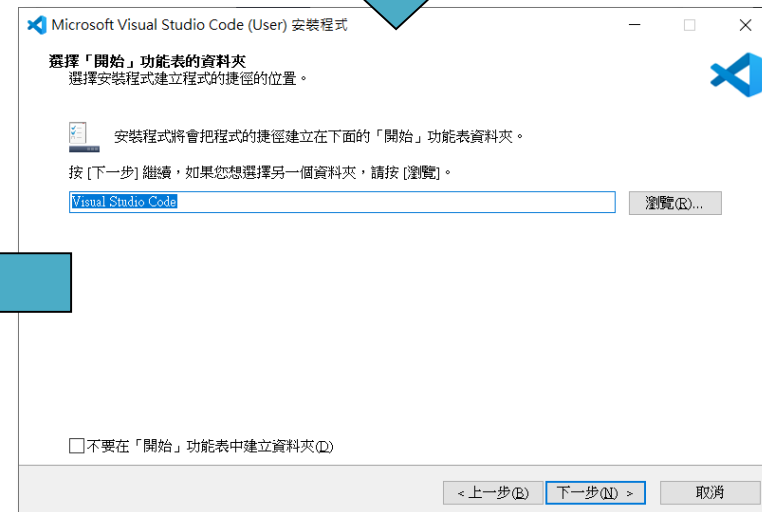 Microsoft Visual Studio Code (User) 安裝程式
選擇「開始」功能表的資料夾
選擇安裝程式建立程式的捷徑的位置。
安裝程式將會把程式的捷徑建立在下面的「開始」功能表資料夾。
按 [下一步] 繼續，如果您想選擇另一個資料夾，請按 [瀏覽]。
Visual Studio Code
瀏覽(R)...
不要在「開始」功能表中建立資料夾(D)
< 上一步(B)
下一步(N) >
取消